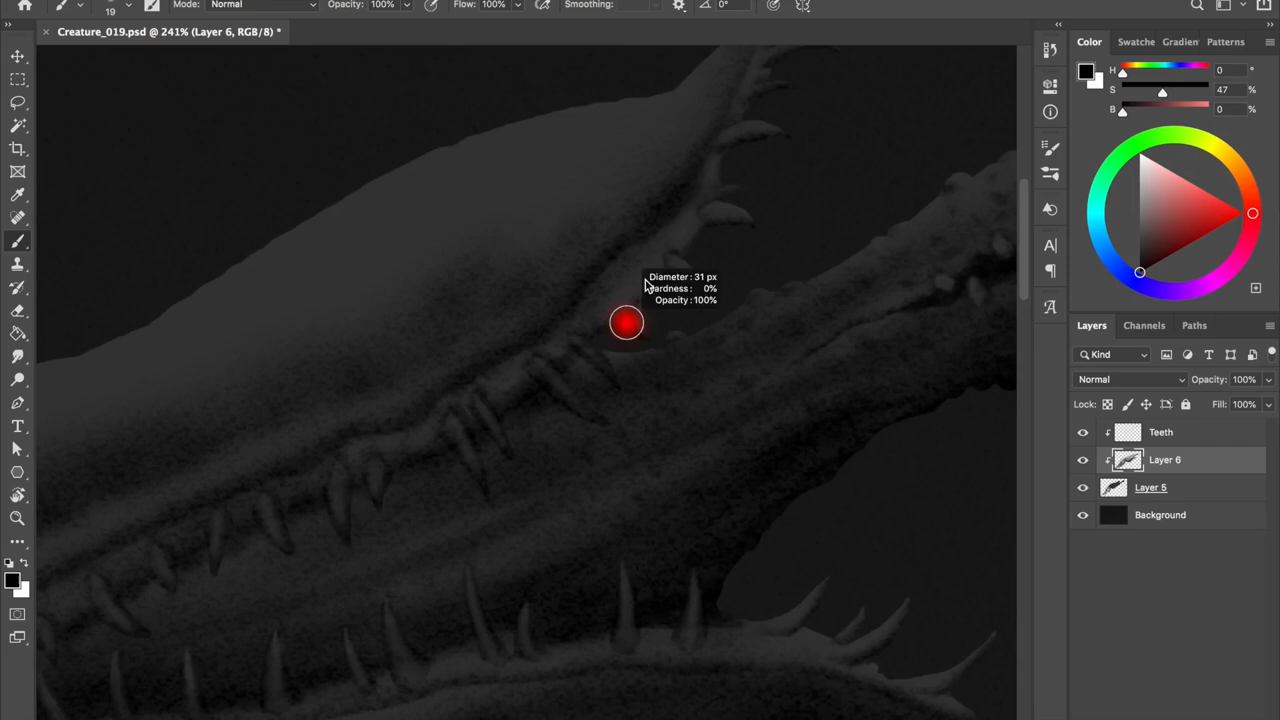 19
Mode: Normal
Opacity: 100%
Flow: 100%
Smoothing:
0°
Creature_019.psd @ 241% (Layer 6, RGB/8) *
Color Swatche Gradien Patterns
H 0 °
S 47 %
B 0 %
Diameter: 31 px
Hardness: 0%
Opacity: 100%
Layers Channels Paths
Kind
Normal Opacity: 100%
Lock: Fill: 100%
Teeth
Layer 6
Layer 5
Background